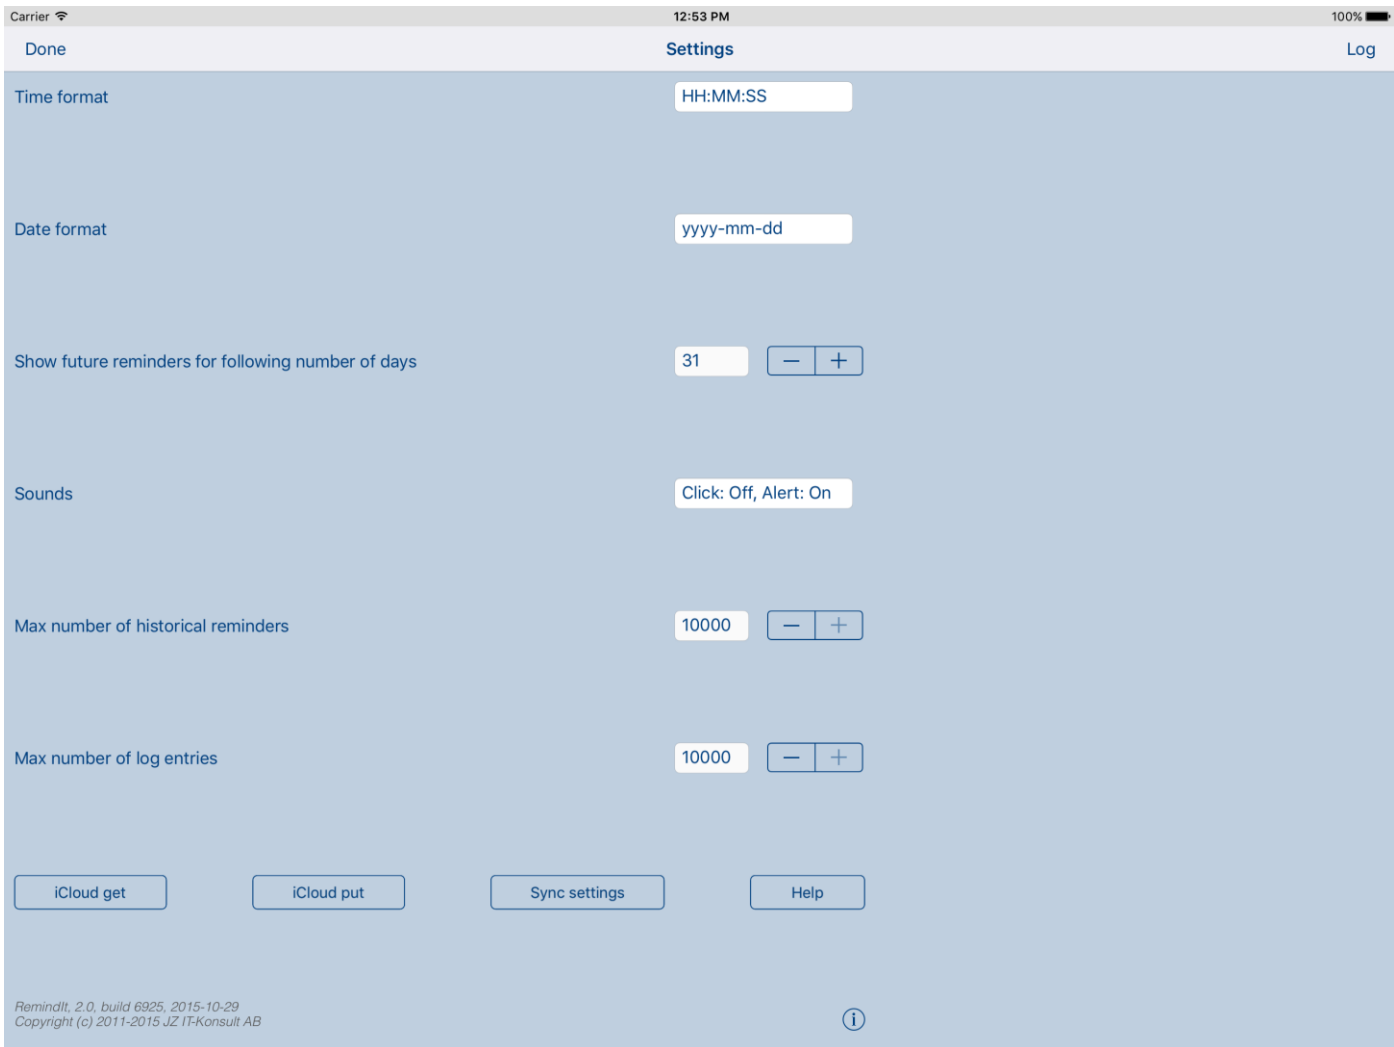 Carrier 12:53 PM 100%
Done Settings Log
Time format HH:MM:SS
Date format yyyy-mm-dd
Show future reminders for following number of days 31 − +
Sounds Click: Off, Alert: On
Max number of historical reminders 10000 − +
Max number of log entries 10000 − +
iCloud get iCloud put Sync settings Help
RemindIt, 2.0, build 6925, 2015-10-29
Copyright (c) 2011-2015 JZ IT-Konsult AB